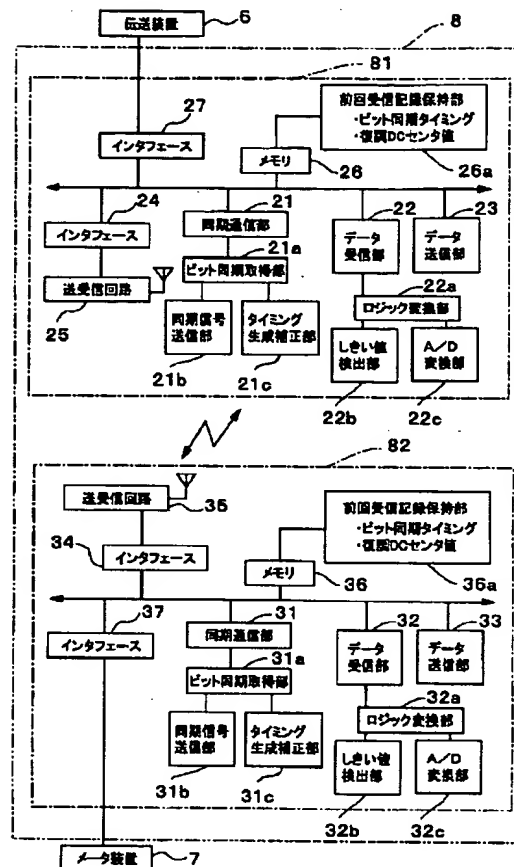 伝送装置
6
8
81
27
インタフェース
前回受信記録保持部
・ビット同期タイミング
・復調DCセンタ値
メモリ
26
26a
24
インタフェース
21
同期通信部
22
データ
受信部
23
データ
送信部
送受信回路
25
21a
ビット同期取得部
22a
ロジック変換部
同期信号
送信部
タイミング
生成補正部
しきい値
検出部
A/D
変換部
21b
21c
22b
22c
82
送受信回路
35
34
インタフェース
前回受信記録保持部
・ビット同期タイミング
・復調DCセンタ値
メモリ
36
36a
37
インタフェース
31
同期通信部
32
データ
受信部
33
データ
送信部
31a
ビット同期取得部
32a
ロジック変換部
同期信号
送信部
タイミング
生成補正部
しきい値
検出部
A/D
変換部
31b
31c
32b
32c
メータ装置
7